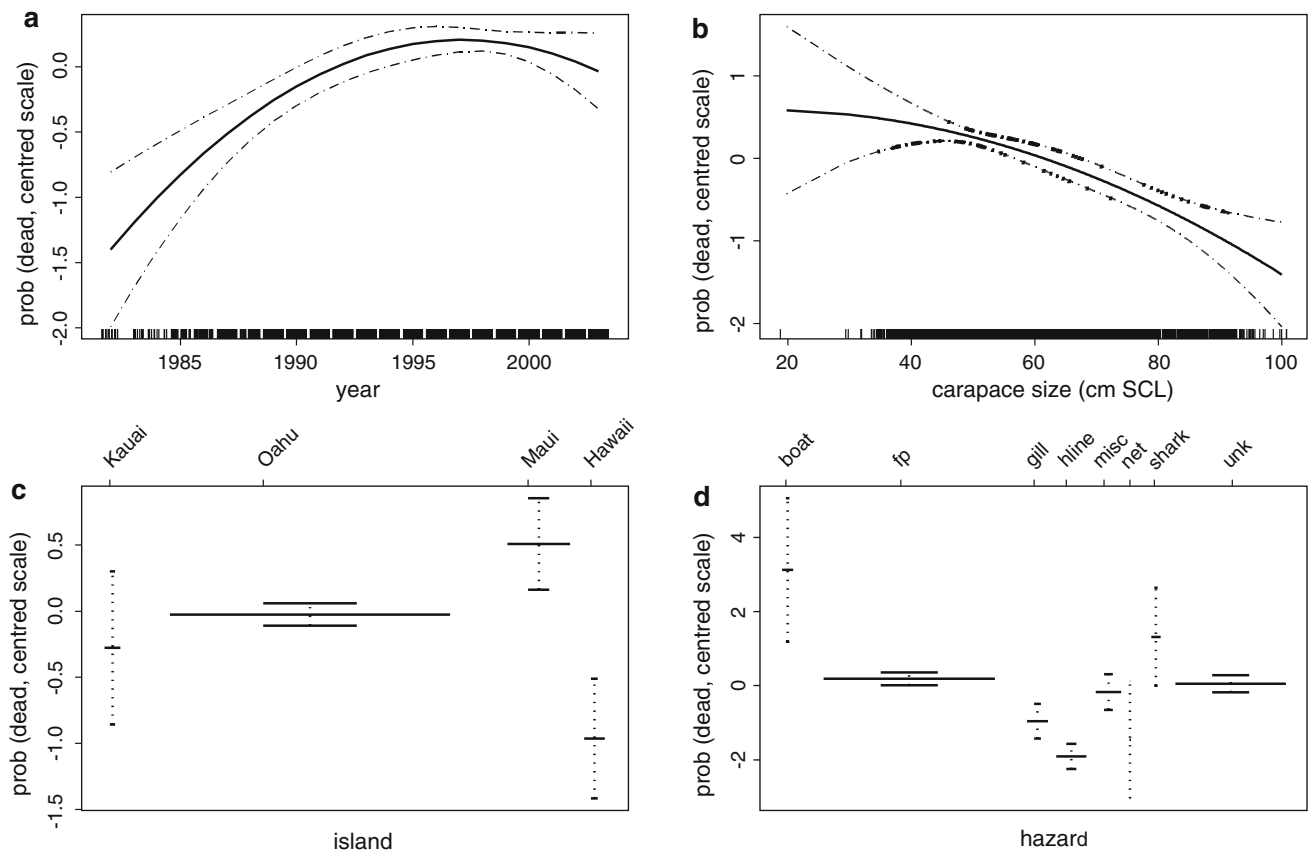 a
prob (dead, centred scale)
0.0
-0.5
-1.0
-1.5
-2.0
1985 1990 1995 2000
year
b
prob (dead, centred scale)
1
0
-1
-2
20 40 60 80 100
carapace size (cm SCL)
Kauai Oahu Maui Hawaii
c
prob (dead, centred scale)
0.5
0.0
-0.5
-1.0
-1.5
island
boat fp gill hline misc net shark unk
d
prob (dead, centred scale)
4
2
0
-2
hazard